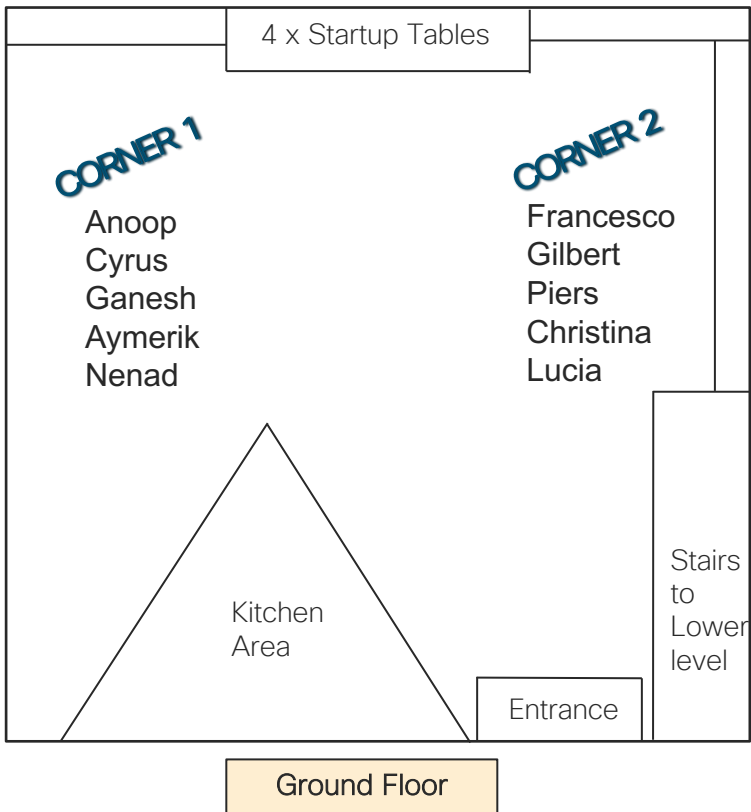 4 x Startup Tables
CORNER 1
Anoop
Cyrus
Ganesh
Aymerik
Nenad
CORNER 2
Francesco
Gilbert
Piers
Christina
Lucia
Kitchen
Area
Entrance
Stairs
to
Lower
level
Ground Floor